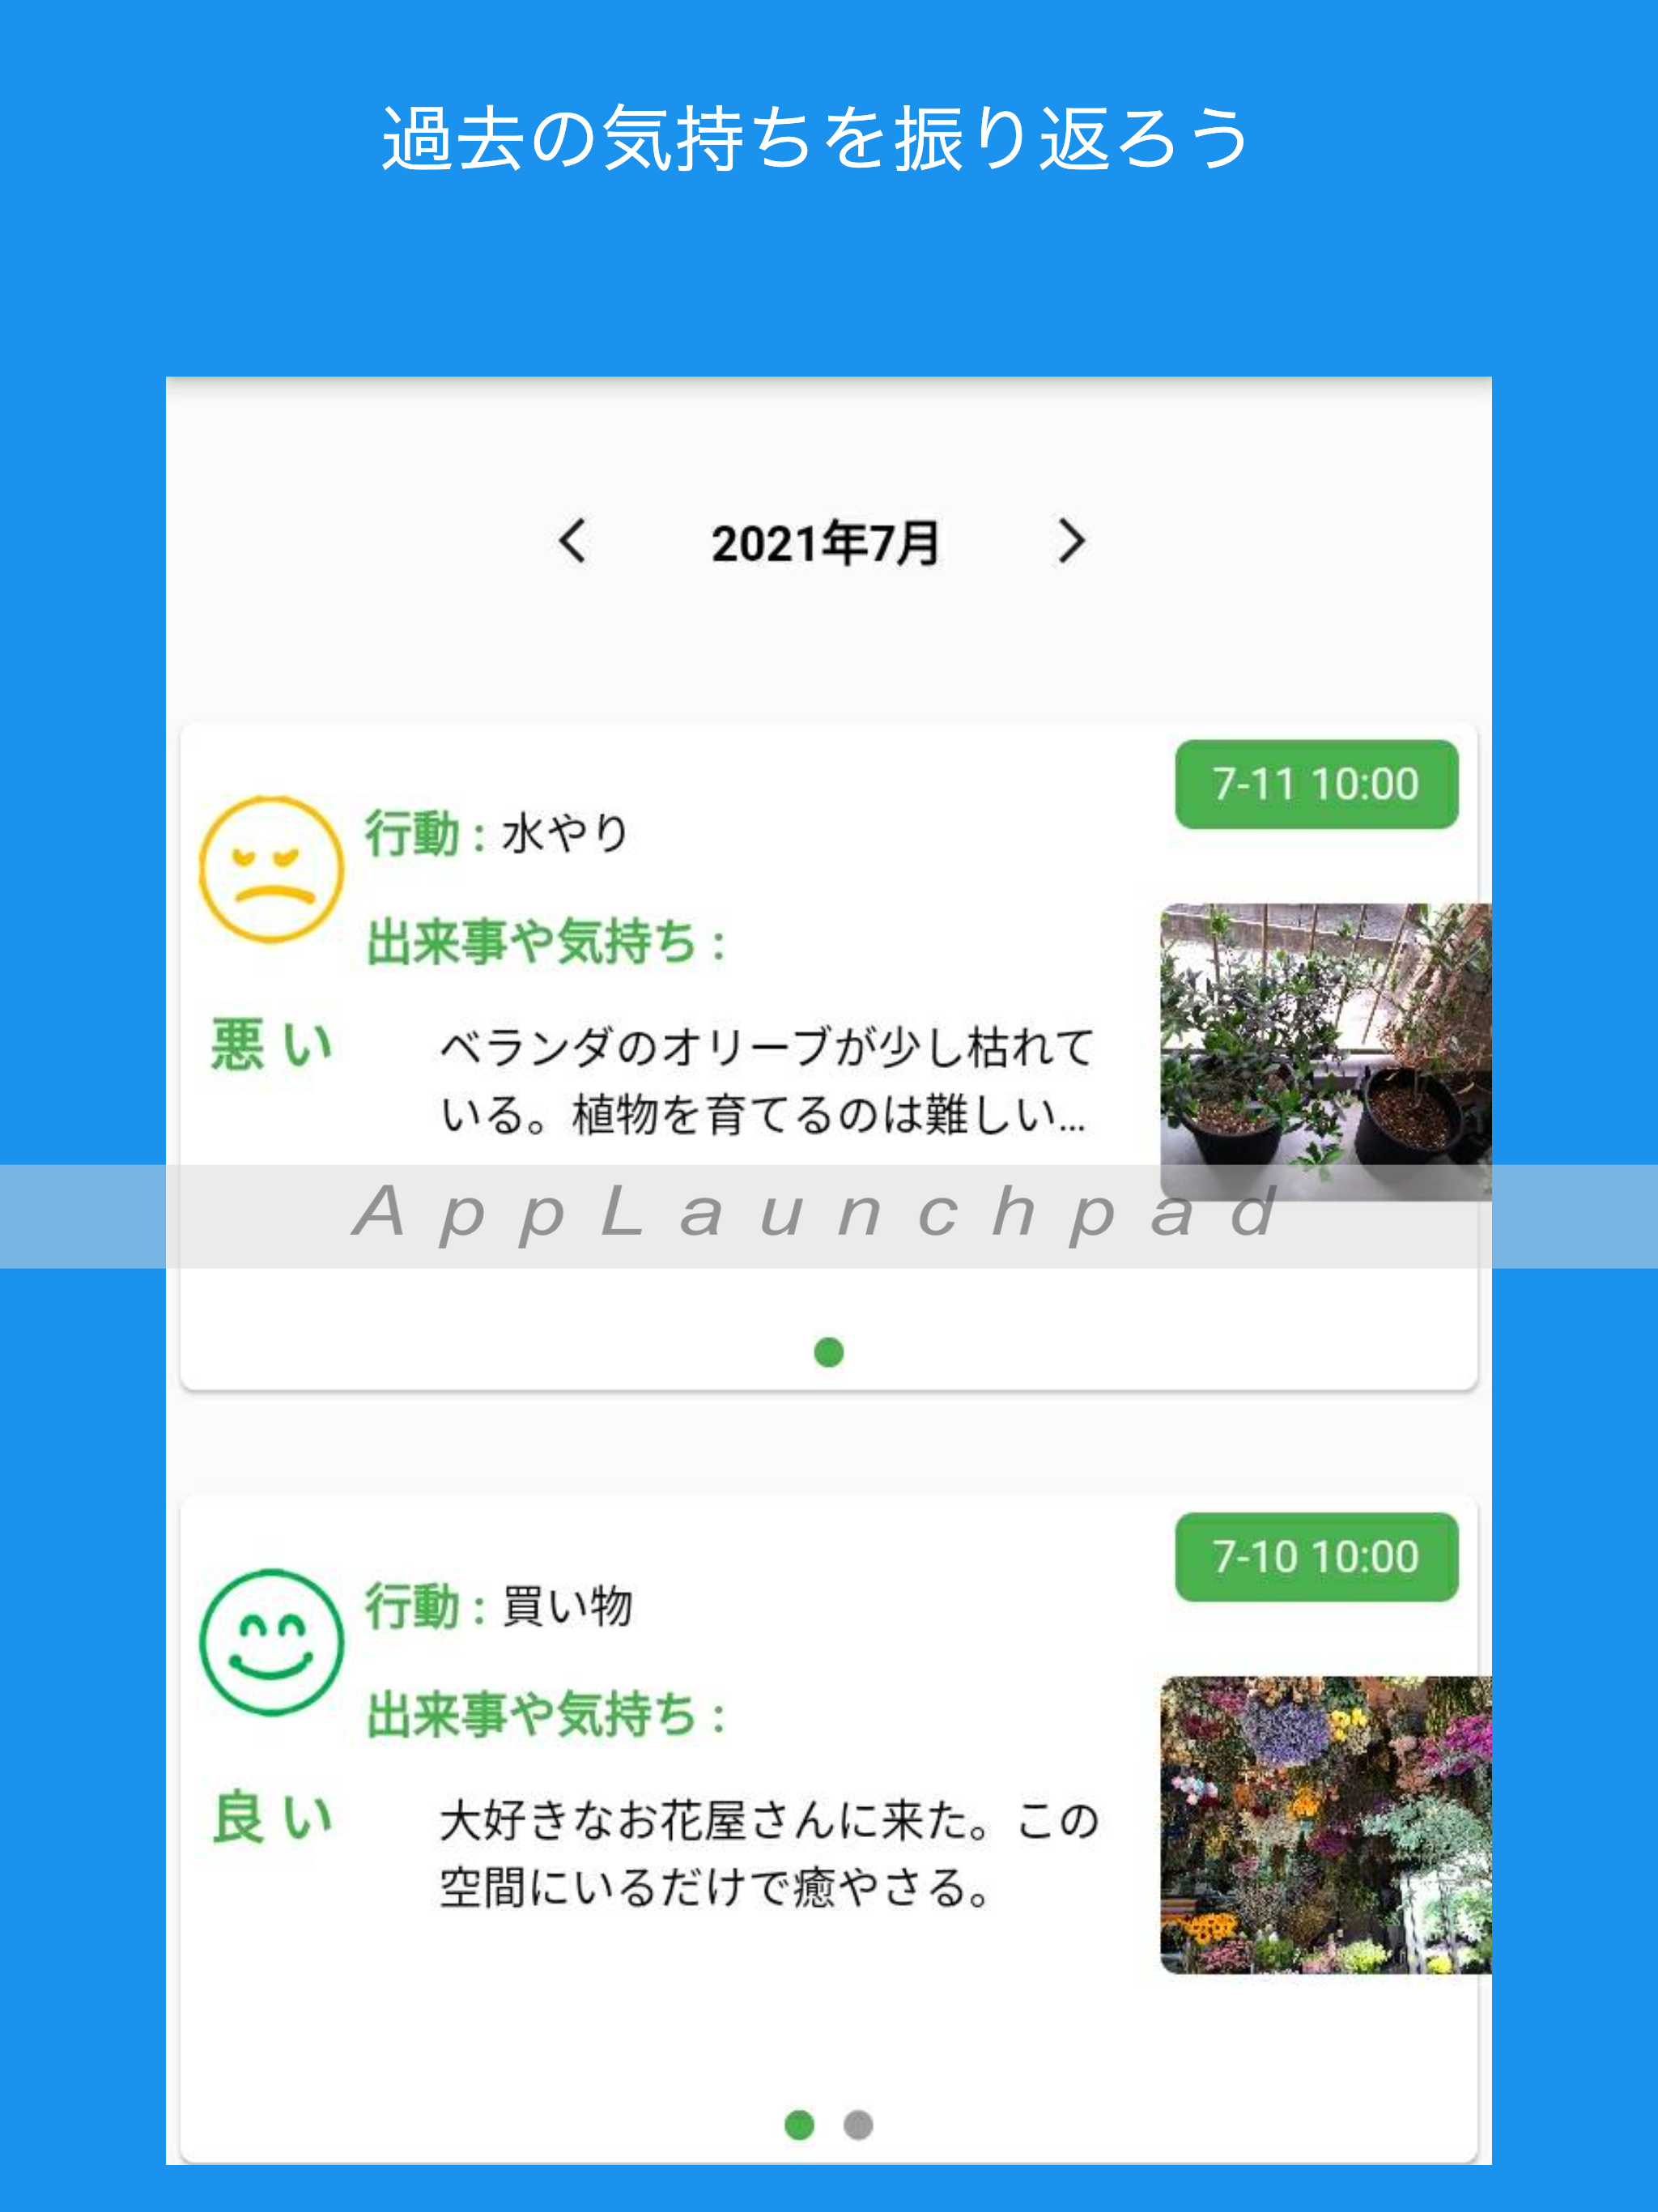 過去の気持ちを振り返ろう
2021年7月
7-11 10:00
行動 : 水やり
出来事や気持ち :
悪い
ベランダのオリーブが少し枯れて
いる。植物を育てるのは難しい...
AppLaunchpad
7-10 10:00
行動 : 買い物
出来事や気持ち :
良い
大好きなお花屋さんに来た。この
空間にいるだけで癒やさる。